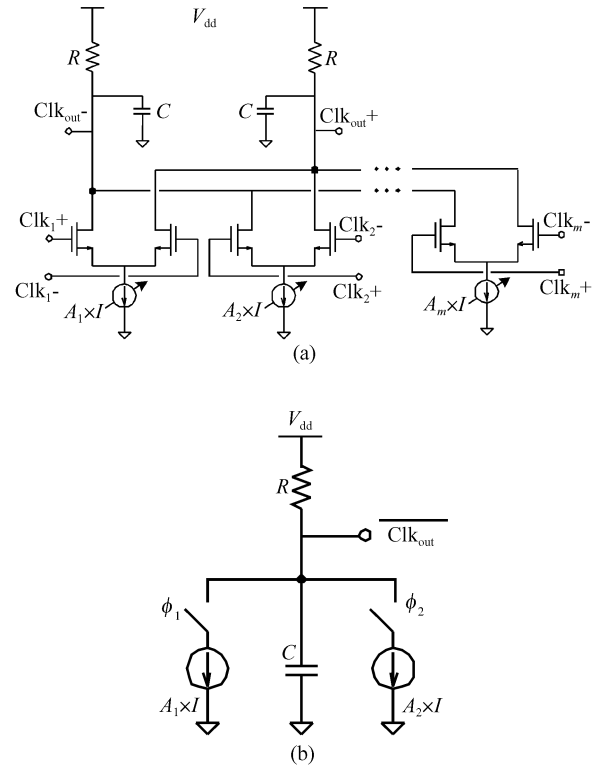 V_dd
R R
Clk_out- C C Clk_out+
Clk_1+ Clk_2- Clk_m-
Clk_1- Clk_2+ Clk_m+
A_1×I A_2×I A_m×I
(a)
V_dd
R
Clk_out
ϕ_1 ϕ_2
C
A_1×I A_2×I
(b)